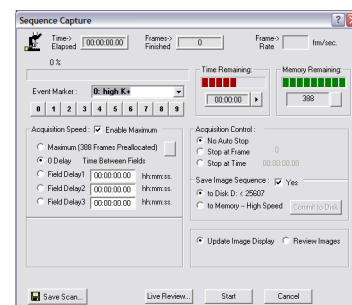 Sequence Capture
Time-> Elapsed 00:00:00.00 Frames-> Finished 0 Frame-> Rate frm/sec.
0 %
Time Remaining:
Memory Remaining:
00:00:00
388
Event Marker: 0: high K+
0 1 2 3 4 5 6 7 8 9
Acquisition Speed: Enable Maximum
Maximum (388 Frames Preallocated)
0 Delay Time Between Fields
Field Delay1 00:00:00.00 hh:mm:ss.
Field Delay2 00:00:00.00 hh:mm:ss.
Field Delay3 00:00:00.00 hh:mm:ss.
Acquisition Control:
No Auto Stop
Stop at Frame 0
Stop at Time 00:00:00.00
Save Image Sequence: Yes
to Disk D: < 25607
to Memory -- High Speed Commit to Disk
Update Image Display Review Images
Save Scan... Live Review... Start Cancel